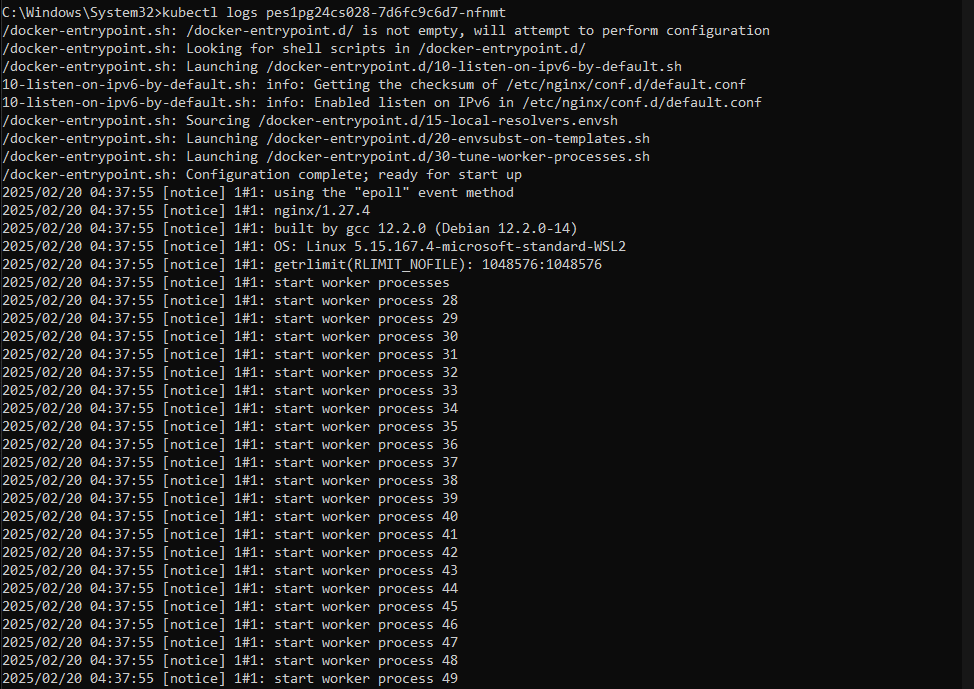 C:\Windows\System32>kubectl logs pes1pg24cs028-7d6fc9c6d7-nfnmt
/docker-entrypoint.sh: /docker-entrypoint.d/ is not empty, will attempt to perform configuration
/docker-entrypoint.sh: Looking for shell scripts in /docker-entrypoint.d/
/docker-entrypoint.sh: Launching /docker-entrypoint.d/10-listen-on-ipv6-by-default.sh
10-listen-on-ipv6-by-default.sh: info: Getting the checksum of /etc/nginx/conf.d/default.conf
10-listen-on-ipv6-by-default.sh: info: Enabled listen on IPv6 in /etc/nginx/conf.d/default.conf
/docker-entrypoint.sh: Sourcing /docker-entrypoint.d/15-local-resolvers.envsh
/docker-entrypoint.sh: Launching /docker-entrypoint.d/20-envsubst-on-templates.sh
/docker-entrypoint.sh: Launching /docker-entrypoint.d/30-tune-worker-processes.sh
/docker-entrypoint.sh: Configuration complete; ready for start up
2025/02/20 04:37:55 [notice] 1#1: using the "epoll" event method
2025/02/20 04:37:55 [notice] 1#1: nginx/1.27.4
2025/02/20 04:37:55 [notice] 1#1: built by gcc 12.2.0 (Debian 12.2.0-14)
2025/02/20 04:37:55 [notice] 1#1: OS: Linux 5.15.167.4-microsoft-standard-WSL2
2025/02/20 04:37:55 [notice] 1#1: getrlimit(RLIMIT_NOFILE): 1048576:1048576
2025/02/20 04:37:55 [notice] 1#1: start worker processes
2025/02/20 04:37:55 [notice] 1#1: start worker process 28
2025/02/20 04:37:55 [notice] 1#1: start worker process 29
2025/02/20 04:37:55 [notice] 1#1: start worker process 30
2025/02/20 04:37:55 [notice] 1#1: start worker process 31
2025/02/20 04:37:55 [notice] 1#1: start worker process 32
2025/02/20 04:37:55 [notice] 1#1: start worker process 33
2025/02/20 04:37:55 [notice] 1#1: start worker process 34
2025/02/20 04:37:55 [notice] 1#1: start worker process 35
2025/02/20 04:37:55 [notice] 1#1: start worker process 36
2025/02/20 04:37:55 [notice] 1#1: start worker process 37
2025/02/20 04:37:55 [notice] 1#1: start worker process 38
2025/02/20 04:37:55 [notice] 1#1: start worker process 39
2025/02/20 04:37:55 [notice] 1#1: start worker process 40
2025/02/20 04:37:55 [notice] 1#1: start worker process 41
2025/02/20 04:37:55 [notice] 1#1: start worker process 42
2025/02/20 04:37:55 [notice] 1#1: start worker process 43
2025/02/20 04:37:55 [notice] 1#1: start worker process 44
2025/02/20 04:37:55 [notice] 1#1: start worker process 45
2025/02/20 04:37:55 [notice] 1#1: start worker process 46
2025/02/20 04:37:55 [notice] 1#1: start worker process 47
2025/02/20 04:37:55 [notice] 1#1: start worker process 48
2025/02/20 04:37:55 [notice] 1#1: start worker process 49